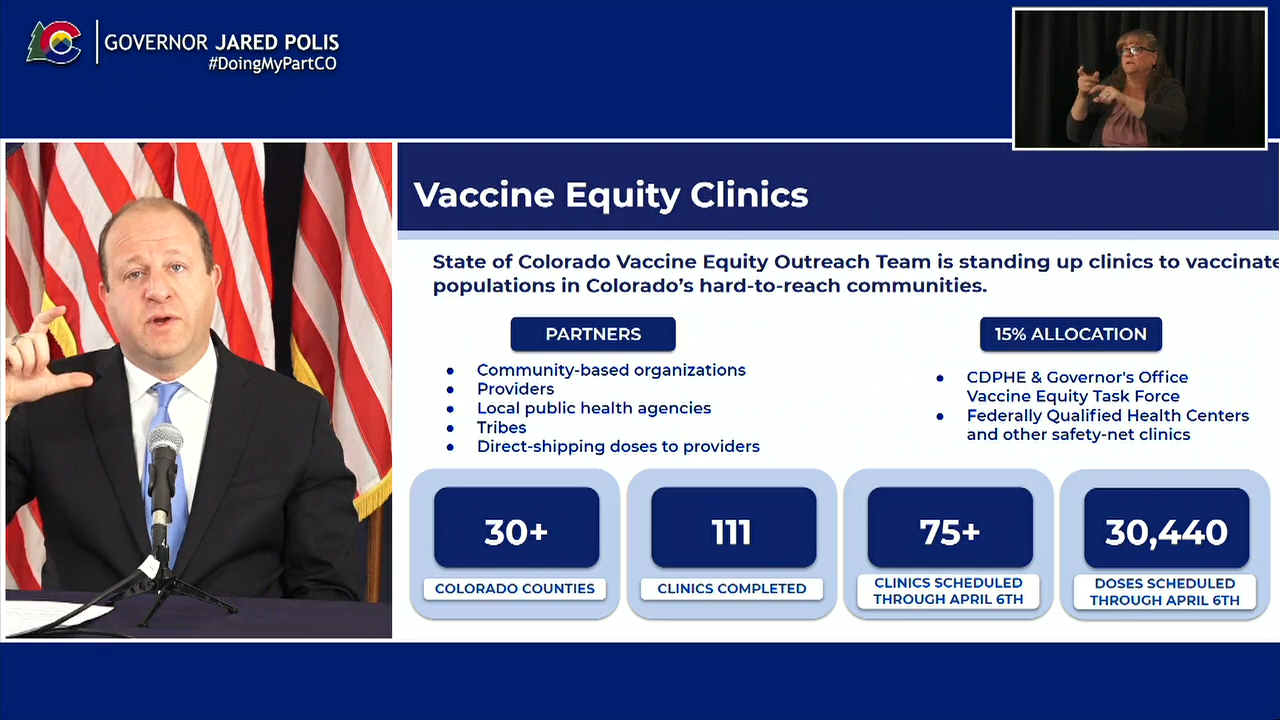 GOVERNOR JARED POLIS
#DoingMyPartCO
Vaccine Equity Clinics
State of Colorado Vaccine Equity Outreach Team is standing up clinics to vaccinate
populations in Colorado's hard-to-reach communities.
PARTNERS
● Community-based organizations
● Providers
● Local public health agencies
● Tribes
● Direct-shipping doses to providers
15% ALLOCATION
● CDPHE & Governor's Office
Vaccine Equity Task Force
● Federally Qualified Health Centers
and other safety-net clinics
30+
COLORADO COUNTIES
111
CLINICS COMPLETED
75+
CLINICS SCHEDULED
THROUGH APRIL 6TH
30,440
DOSES SCHEDULED
THROUGH APRIL 6TH